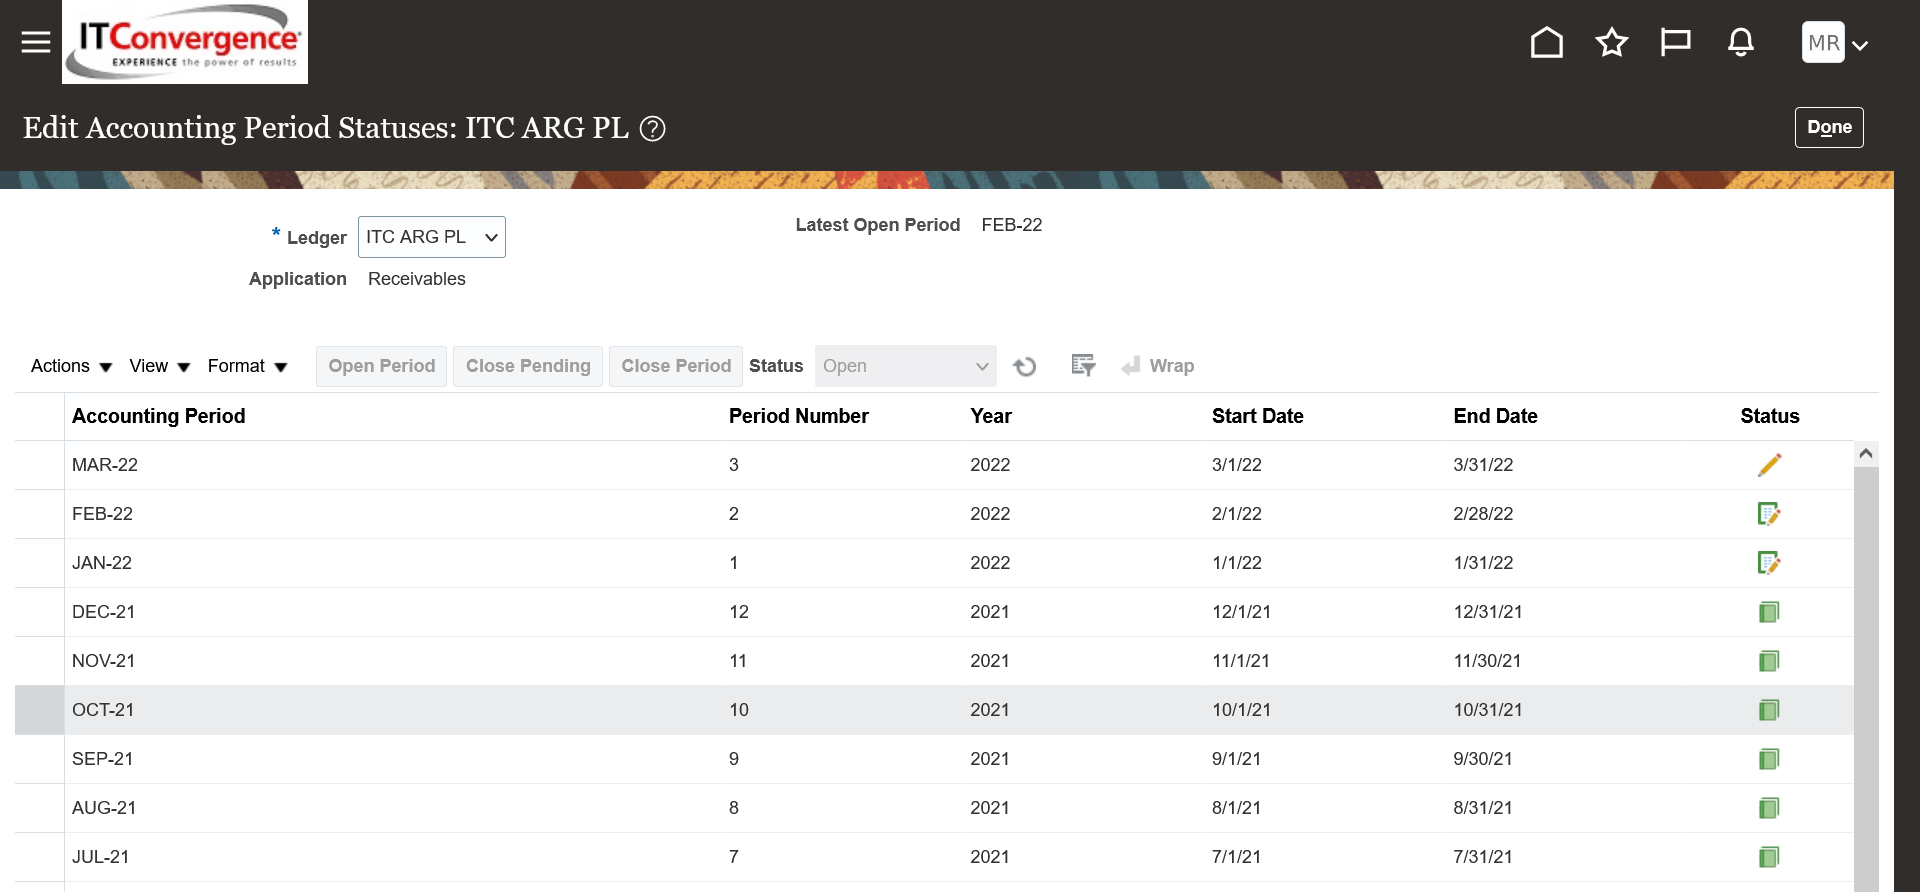 ITConvergence
EXPERIENCE the power of results
MR
Edit Accounting Period Statuses: ITC ARG PL ?
Done
* Ledger ITC ARG PL
Latest Open Period FEB-22
Application Receivables
Actions View Format Open Period Close Pending Close Period Status Open Wrap
Accounting Period Period Number Year Start Date End Date Status
MAR-22 3 2022 3/1/22 3/31/22
FEB-22 2 2022 2/1/22 2/28/22
JAN-22 1 2022 1/1/22 1/31/22
DEC-21 12 2021 12/1/21 12/31/21
NOV-21 11 2021 11/1/21 11/30/21
OCT-21 10 2021 10/1/21 10/31/21
SEP-21 9 2021 9/1/21 9/30/21
AUG-21 8 2021 8/1/21 8/31/21
JUL-21 7 2021 7/1/21 7/31/21